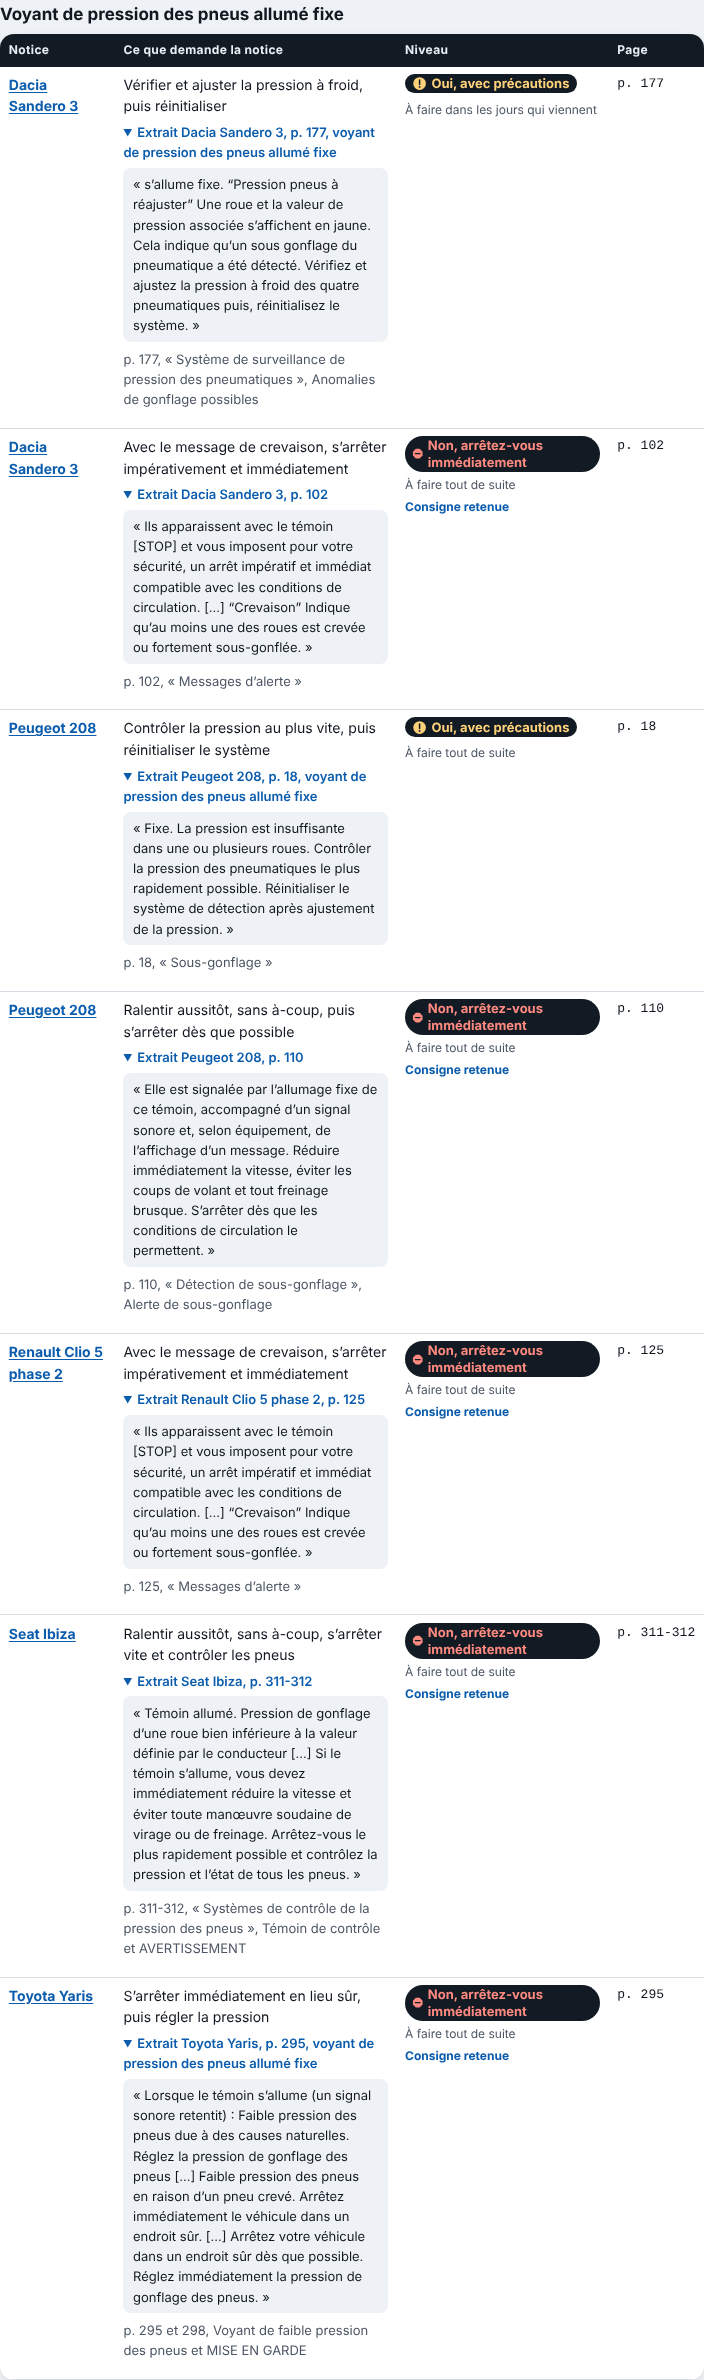 Voyant de pression des pneus allumé fixe
Notice Ce que demande la notice Niveau Page
Dacia
Sandero 3
Vérifier et ajuster la pression à froid,
puis réinitialiser
▼ Extrait Dacia Sandero 3, p. 177, voyant
de pression des pneus allumé fixe
« s’allume fixe. “Pression pneus à
réajuster” Une roue et la valeur de
pression associée s’affichent en jaune.
Cela indique qu’un sous gonflage du
pneumatique a été détecté. Vérifiez et
ajustez la pression à froid des quatre
pneumatiques puis, réinitialisez le
système. »
p. 177, « Système de surveillance de
pression des pneumatiques », Anomalies
de gonflage possibles
Oui, avec précautions
À faire dans les jours qui viennent
p. 177
Dacia
Sandero 3
Avec le message de crevaison, s’arrêter
impérativement et immédiatement
▼ Extrait Dacia Sandero 3, p. 102
« Ils apparaissent avec le témoin
[STOP] et vous imposent pour votre
sécurité, un arrêt impératif et immédiat
compatible avec les conditions de
circulation. [...] “Crevaison” Indique
qu’au moins une des roues est crevée
ou fortement sous-gonflée. »
p. 102, « Messages d’alerte »
Non, arrêtez-vous
immédiatement
À faire tout de suite
Consigne retenue
p. 102
Peugeot 208
Contrôler la pression au plus vite, puis
réinitialiser le système
▼ Extrait Peugeot 208, p. 18, voyant de
pression des pneus allumé fixe
« Fixe. La pression est insuffisante
dans une ou plusieurs roues. Contrôler
la pression des pneumatiques le plus
rapidement possible. Réinitialiser le
système de détection après ajustement
de la pression. »
p. 18, « Sous-gonflage »
Oui, avec précautions
À faire tout de suite
p. 18
Peugeot 208
Ralentir aussitôt, sans à-coup, puis
s’arrêter dès que possible
▼ Extrait Peugeot 208, p. 110
« Elle est signalée par l’allumage fixe de
ce témoin, accompagné d’un signal
sonore et, selon équipement, de
l’affichage d’un message. Réduire
immédiatement la vitesse, éviter les
coups de volant et tout freinage
brusque. S’arrêter dès que les
conditions de circulation le
permettent. »
p. 110, « Détection de sous-gonflage »,
Alerte de sous-gonflage
Non, arrêtez-vous
immédiatement
À faire tout de suite
Consigne retenue
p. 110
Renault Clio 5
phase 2
Avec le message de crevaison, s’arrêter
impérativement et immédiatement
▼ Extrait Renault Clio 5 phase 2, p. 125
« Ils apparaissent avec le témoin
[STOP] et vous imposent pour votre
sécurité, un arrêt impératif et immédiat
compatible avec les conditions de
circulation. [...] “Crevaison” Indique
qu’au moins une des roues est crevée
ou fortement sous-gonflée. »
p. 125, « Messages d’alerte »
Non, arrêtez-vous
immédiatement
À faire tout de suite
Consigne retenue
p. 125
Seat Ibiza
Ralentir aussitôt, sans à-coup, s’arrêter
vite et contrôler les pneus
▼ Extrait Seat Ibiza, p. 311-312
« Témoin allumé. Pression de gonflage
d’une roue bien inférieure à la valeur
définie par le conducteur [...] Si le
témoin s’allume, vous devez
immédiatement réduire la vitesse et
éviter toute manœuvre soudaine de
virage ou de freinage. Arrêtez-vous le
plus rapidement possible et contrôlez la
pression et l’état de tous les pneus. »
p. 311-312, « Systèmes de contrôle de la
pression des pneus », Témoin de contrôle
et AVERTISSEMENT
Non, arrêtez-vous
immédiatement
À faire tout de suite
Consigne retenue
p. 311-312
Toyota Yaris
S’arrêter immédiatement en lieu sûr,
puis régler la pression
▼ Extrait Toyota Yaris, p. 295, voyant de
pression des pneus allumé fixe
« Lorsque le témoin s’allume (un signal
sonore retentit) : Faible pression des
pneus due à des causes naturelles.
Réglez la pression de gonflage des
pneus [...] Faible pression des pneus
en raison d’un pneu crevé. Arrêtez
immédiatement le véhicule dans un
endroit sûr. [...] Arrêtez votre véhicule
dans un endroit sûr dès que possible.
Réglez immédiatement la pression de
gonflage des pneus. »
p. 295 et 298, Voyant de faible pression
des pneus et MISE EN GARDE
Non, arrêtez-vous
immédiatement
À faire tout de suite
Consigne retenue
p. 295